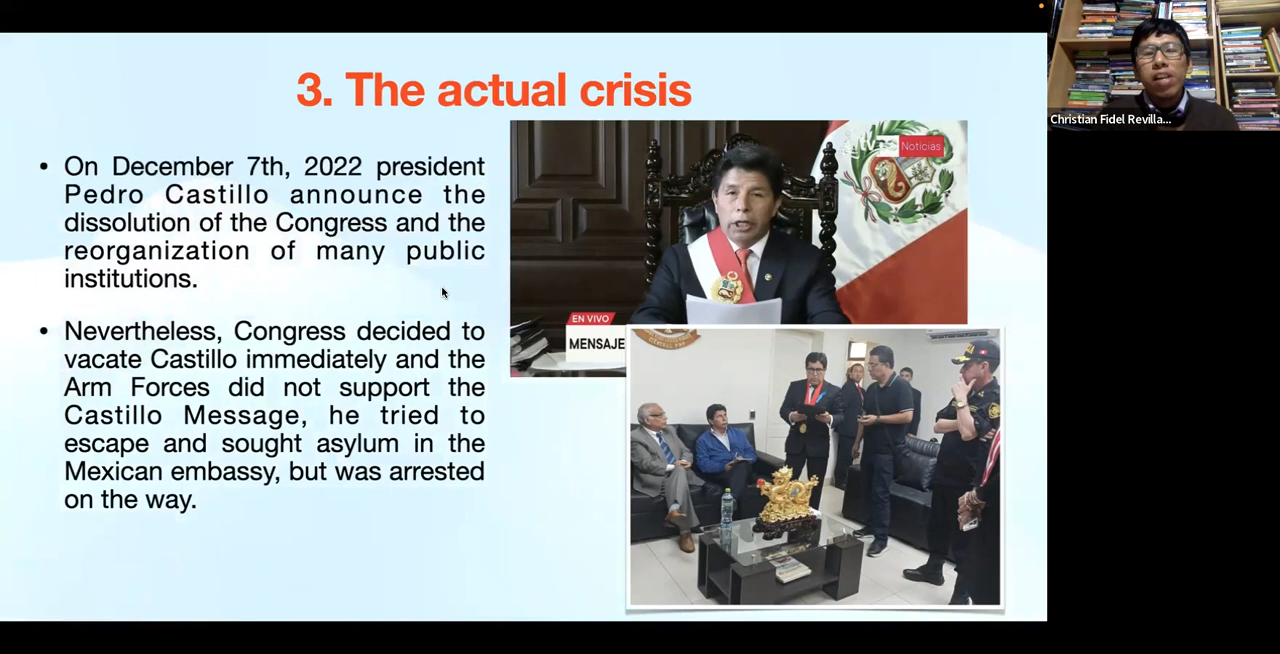 3. The actual crisis
• On December 7th, 2022 president
Pedro Castillo announce the
dissolution of the Congress and the
reorganization of many public
institutions.
• Nevertheless, Congress decided to
vacate Castillo immediately and the
Arm Forces did not support the
Castillo Message, he tried to
escape and sought asylum in the
Mexican embassy, but was arrested
on the way.
Noticias
EN VIVO
MENSAJE
Christian Fidel Revilla...